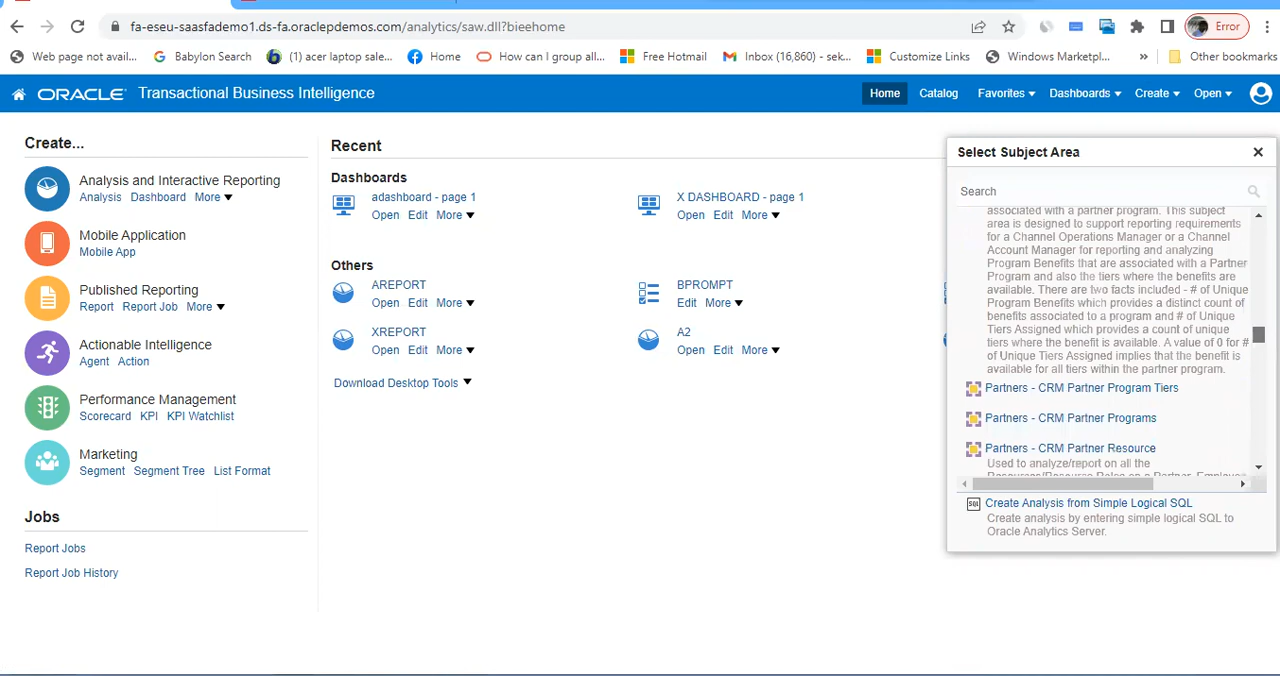 fa-eseu-saasfademo1.ds-fa.oraclepdemos.com/analytics/saw.dll?bieehome
Error
Web page not avail...
Babylon Search
(1) acer laptop sale...
Home
How can I group all...
Free Hotmail
Inbox (16,860) - sek...
Customize Links
Windows Marketpl...
»
Other bookmarks
ORACLE Transactional Business Intelligence
Home Catalog Favorites Dashboards Create Open
Create...
Analysis and Interactive Reporting
Analysis Dashboard More
Mobile Application
Mobile App
Published Reporting
Report Report Job More
Actionable Intelligence
Agent Action
Performance Management
Scorecard KPI KPI Watchlist
Marketing
Segment Segment Tree List Format
Jobs
Report Jobs
Report Job History
Recent
Dashboards
adashboard - page 1
Open Edit More
X DASHBOARD - page 1
Open Edit More
Others
AREPORT
Open Edit More
BPROMPT
Edit More
XREPORT
Open Edit More
A2
Open Edit More
Download Desktop Tools
Select Subject Area
Search
associated with a partner program. This subject
area is designed to support reporting requirements
for a Channel Operations Manager or a Channel
Account Manager for reporting and analyzing
Program Benefits that are associated with a Partner
Program and also the tiers where the benefits are
available. There are two facts included - # of Unique
Program Benefits which provides a distinct count of
benefits associated to a program and # of Unique
Tiers Assigned which provides a count of unique
tiers where the benefit is available. A value of 0 for #
of Unique Tiers Assigned implies that the benefit is
available for all tiers within the partner program.
Partners - CRM Partner Program Tiers
Partners - CRM Partner Programs
Partners - CRM Partner Resource
Used to analyze/report on all the
Resources/Resource Roles on a Partner, Employee
SQL
Create Analysis from Simple Logical SQL
Create analysis by entering simple logical SQL to
Oracle Analytics Server.